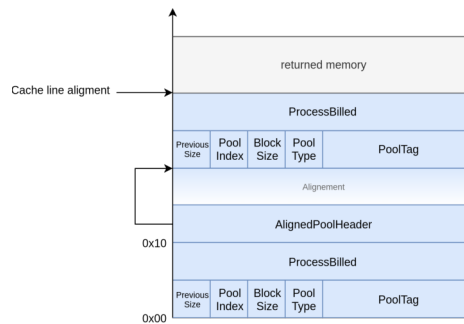 returned memory
Cache line aligment
ProcessBilled
Previous
Size
Pool
Index
Block
Size
Pool
Type
PoolTag
Alignement
AlignedPoolHeader
0x10
ProcessBilled
Previous
Size
Pool
Index
Block
Size
Pool
Type
PoolTag
0x00